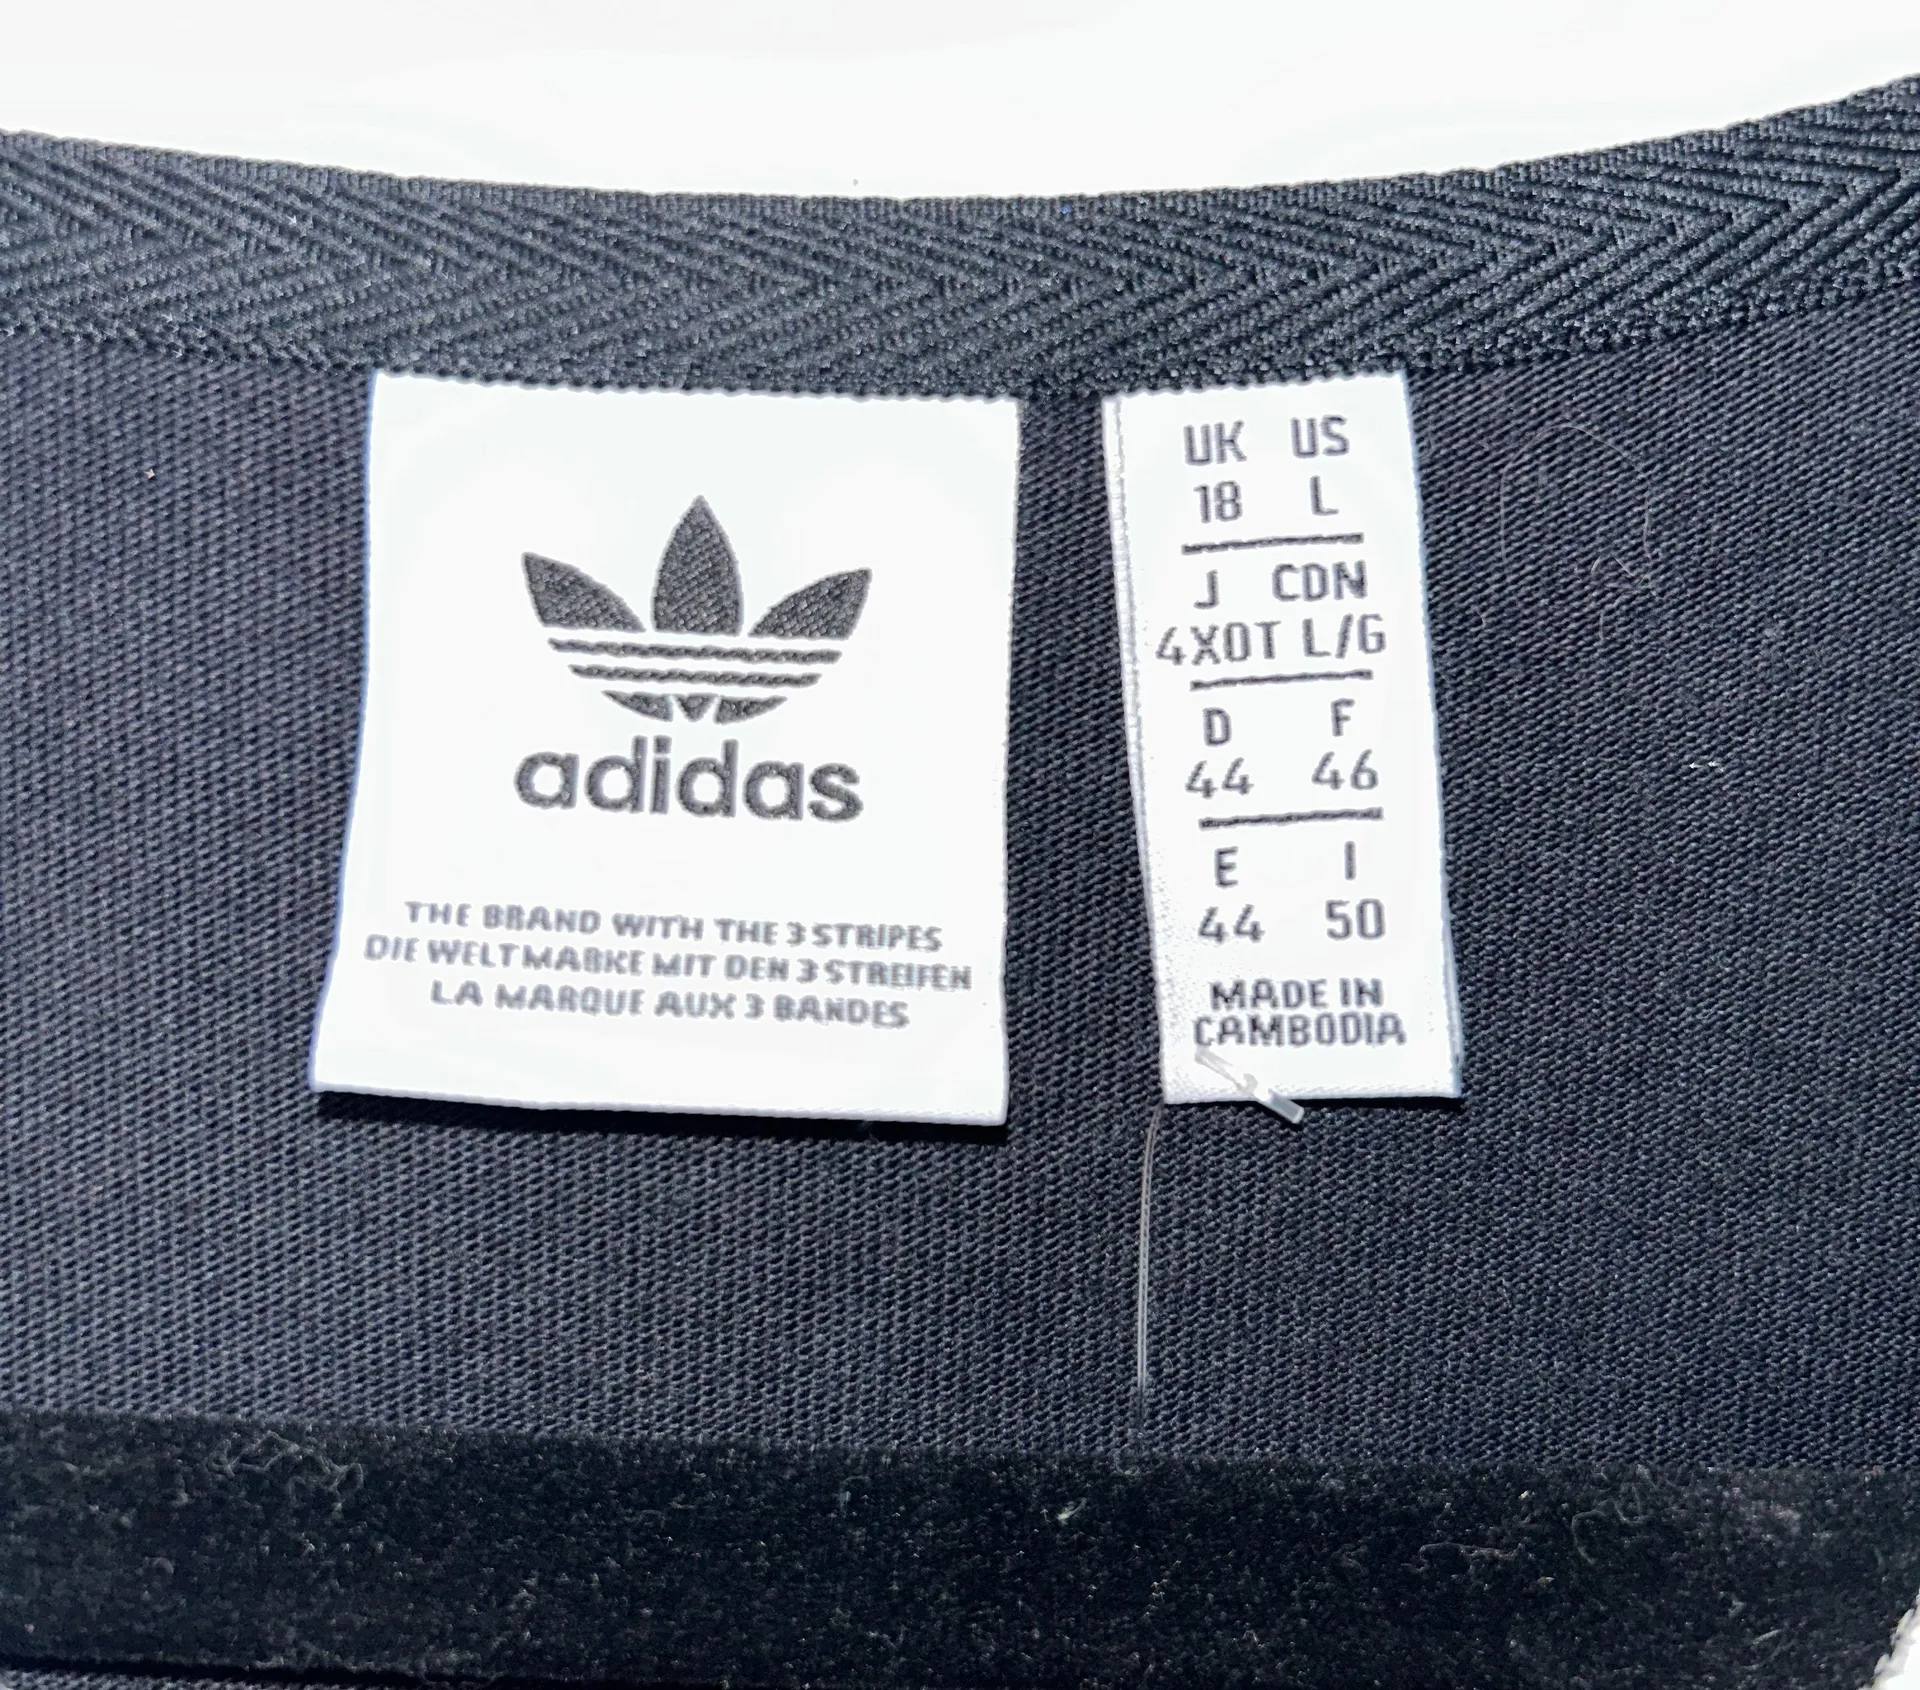 adidas
THE BRAND WITH THE 3 STRIPES
DIE WELTMARKE MIT DEN 3 STREIFEN
LA MARQUE AUX 3 BANDES
UK US
18 L
J CDN
4XOT L/G
D F
44 46
E I
44 50
MADE IN
CAMBODIA